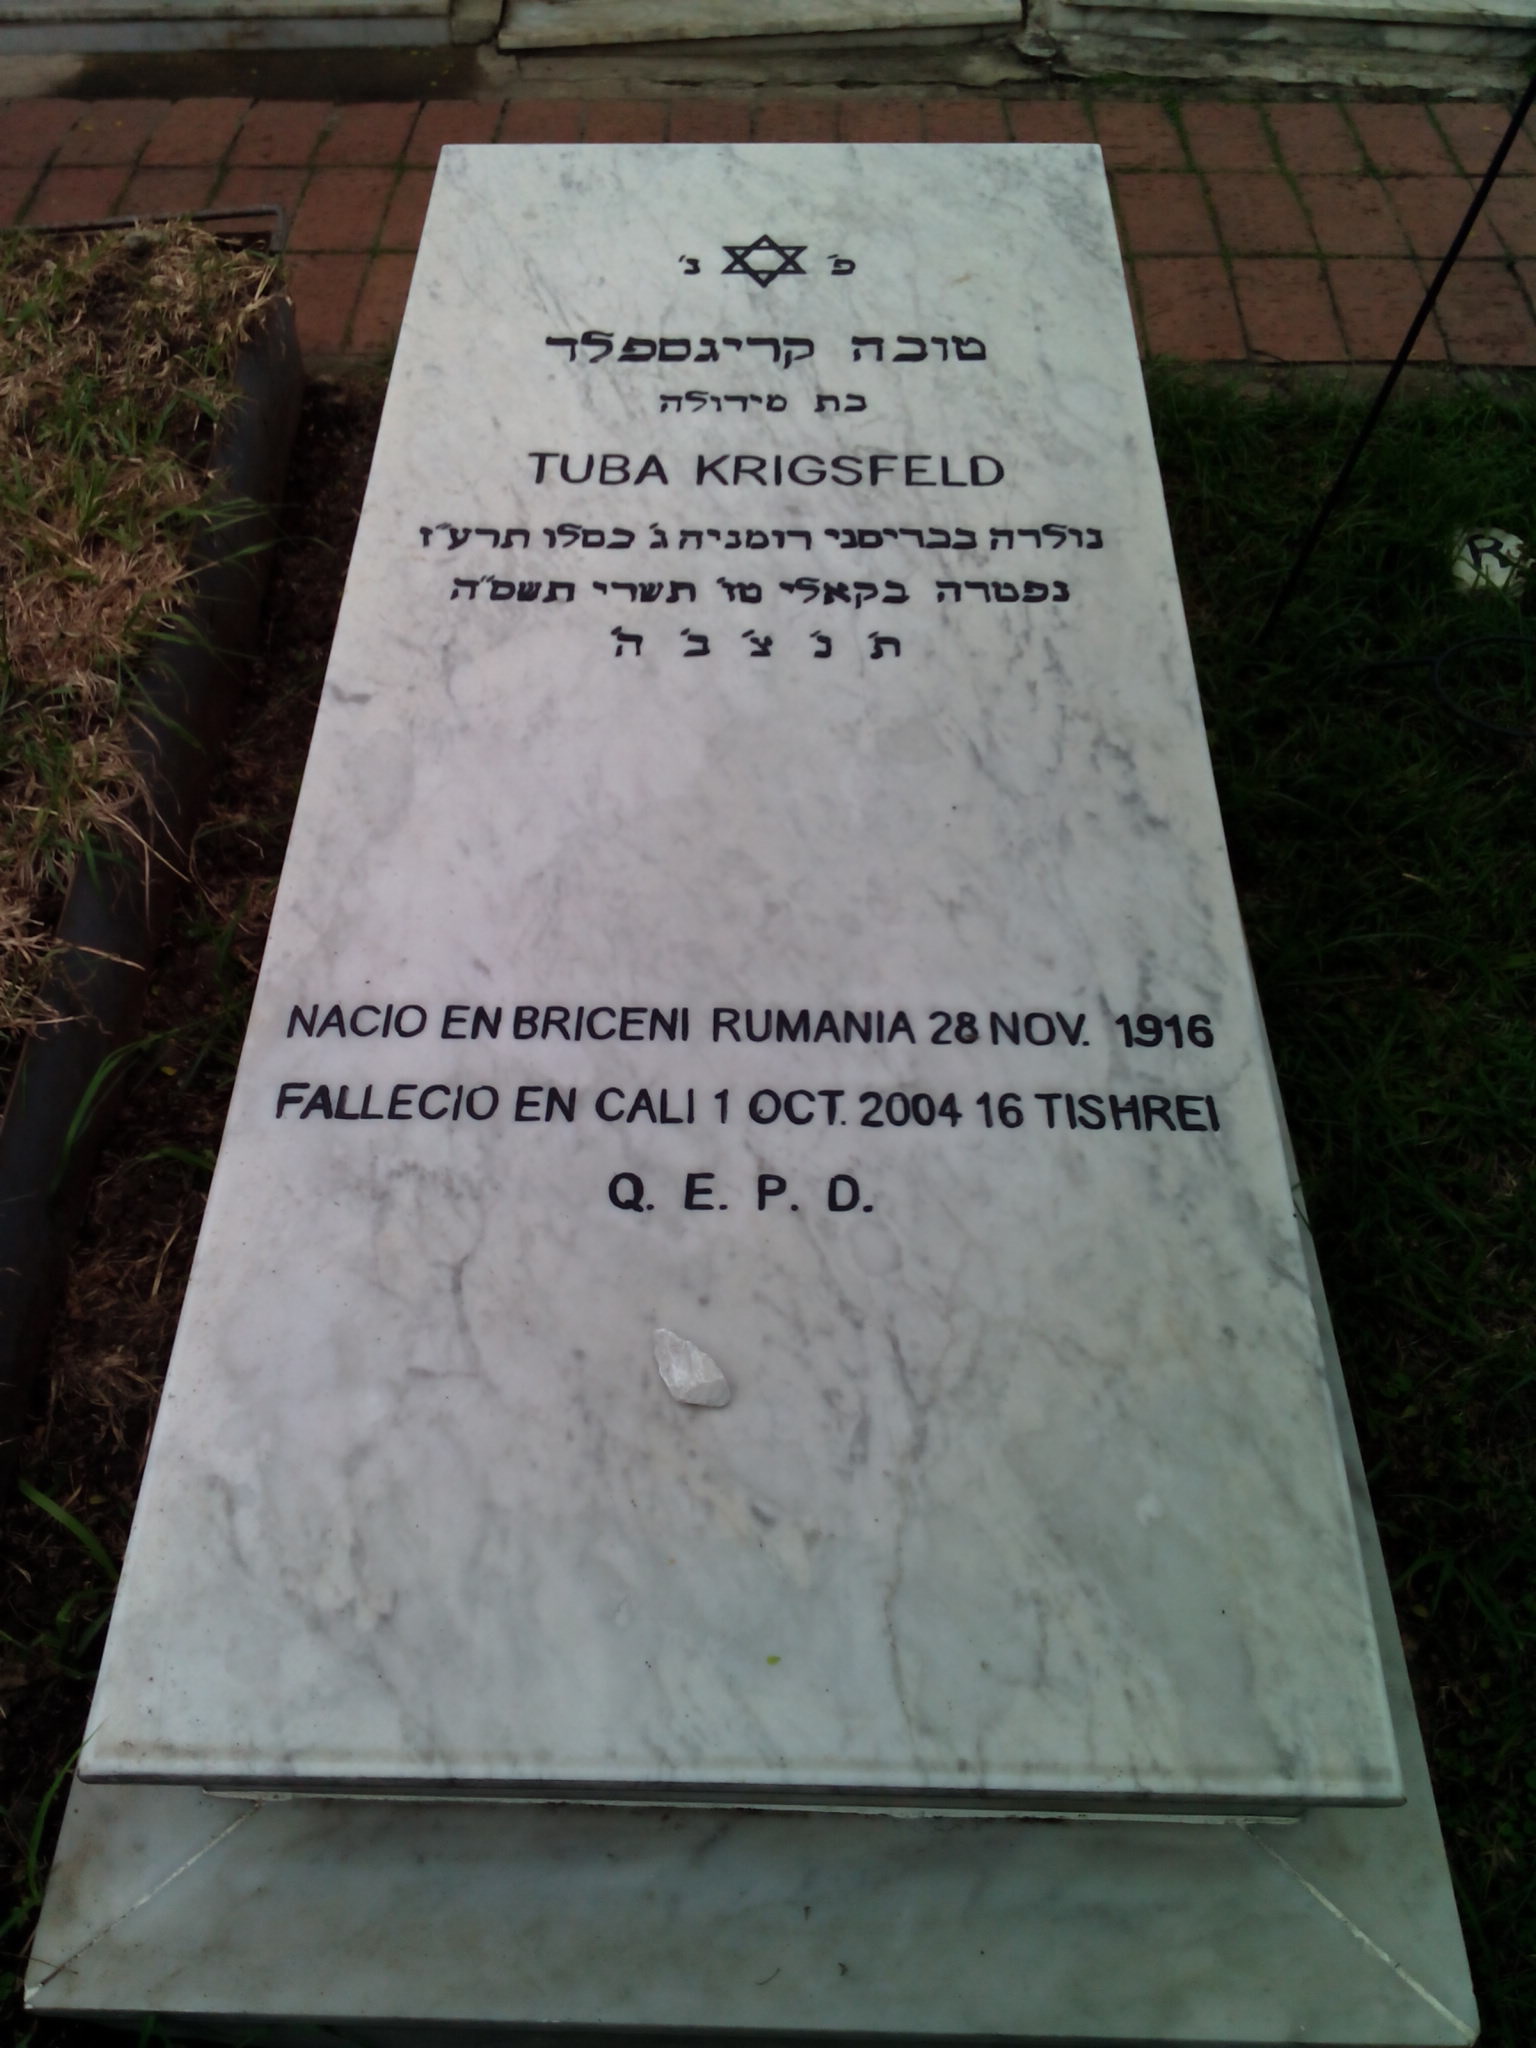 פ׳ נ׳
טובה קריגספלד
בת מידולה
TUBA KRIGSFELD
נולדה בבריסני רומניה ג׳ כסלו תרע״ז
נפטרה בקאלי טז׳ תשרי תשס״ה
ת׳ נ׳ צ׳ ב׳ ה׳
NACIO EN BRICENI RUMANIA 28 NOV. 1916
FALLECIO EN CALI 1 OCT. 2004 16 TISHREI
Q. E. P. D.